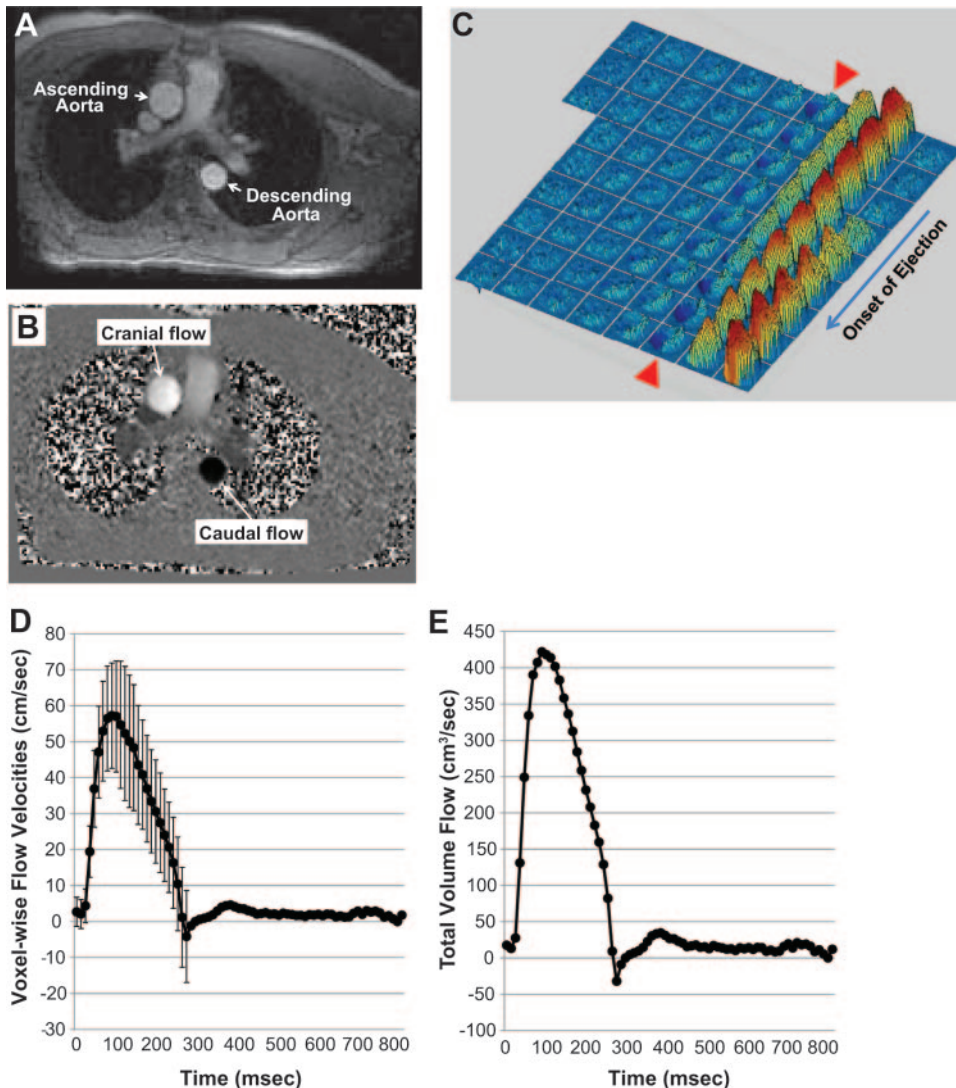 A
Ascending
Aorta
Descending
Aorta
B
Cranial flow
Caudal flow
C
Onset of Ejection
D
Voxel-wise Flow Velocities (cm/sec)
80
70
60
50
40
30
20
10
0
-10
-20
-30
0 100 200 300 400 500 600 700 800
Time (msec)
E
Total Volume Flow (cm³/sec)
450
400
350
300
250
200
150
100
50
0
-50
-100
0 100 200 300 400 500 600 700 800
Time (msec)